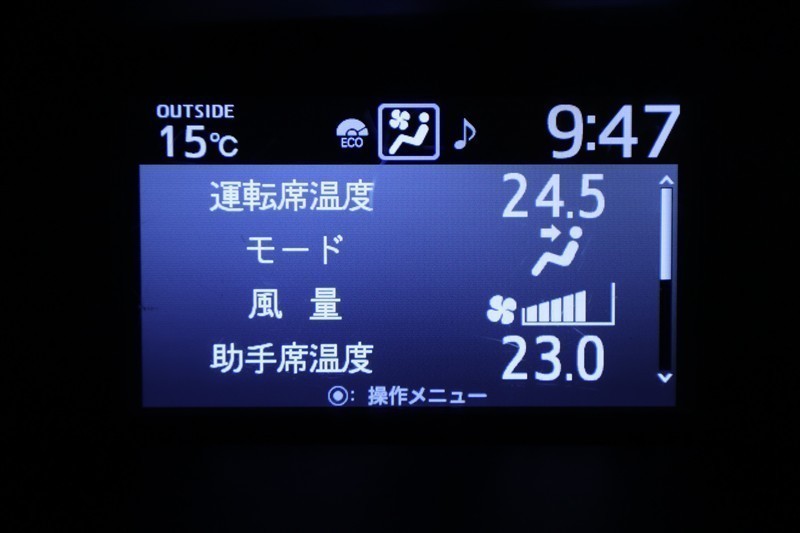 OUTSIDE
15℃ ECO 9:47
運転席温度 24.5
モード
風 量
助手席温度 23.0
◉: 操作メニュー